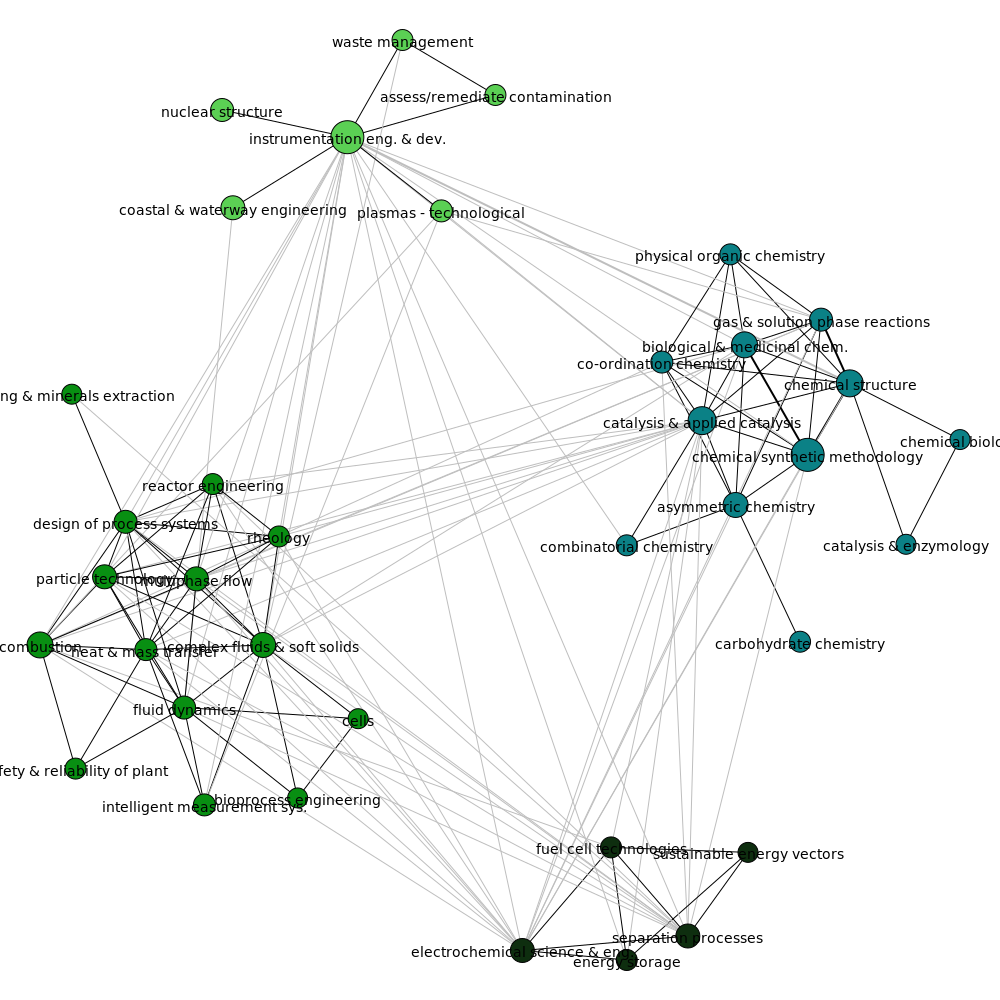 waste management
assess/remediate contamination
nuclear structure
instrumentation eng. & dev.
coastal & waterway engineering
plasmas - technological
physical organic chemistry
gas & solution phase reactions
biological & medicinal chem.
co-ordination chemistry
chemical structure
ng & minerals extraction
catalysis & applied catalysis
chemical biolo
chemical synthetic methodology
reactor engineering
asymmetric chemistry
design of process systems
rheology
combinatorial chemistry
catalysis & enzymology
particle technology
multiphase flow
carbohydrate chemistry
combustion
heat & mass transfer
complex fluids & soft solids
fluid dynamics
cells
fety & reliability of plant
bioprocess engineering
intelligent measurement sys.
fuel cell technologies
sustainable energy vectors
separation processes
electrochemical science & eng.
energy storage